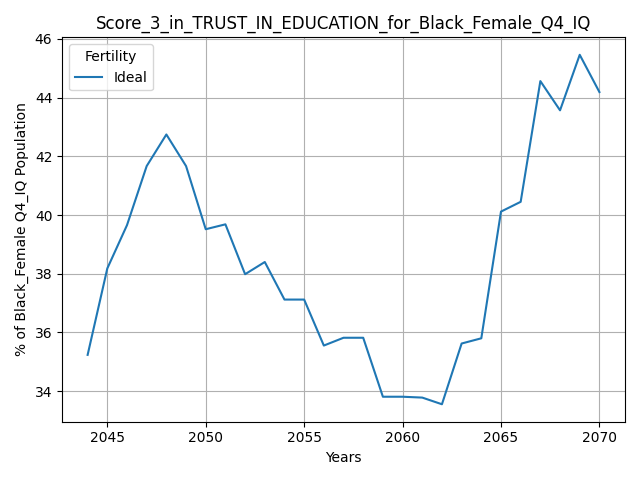 Score_3_in_TRUST_IN_EDUCATION_for_Black_Female_Q4_IQ
Fertility
Ideal
% of Black_Female Q4_IQ Population
46
44
42
40
38
36
34
2045
2050
2055
2060
2065
2070
Years